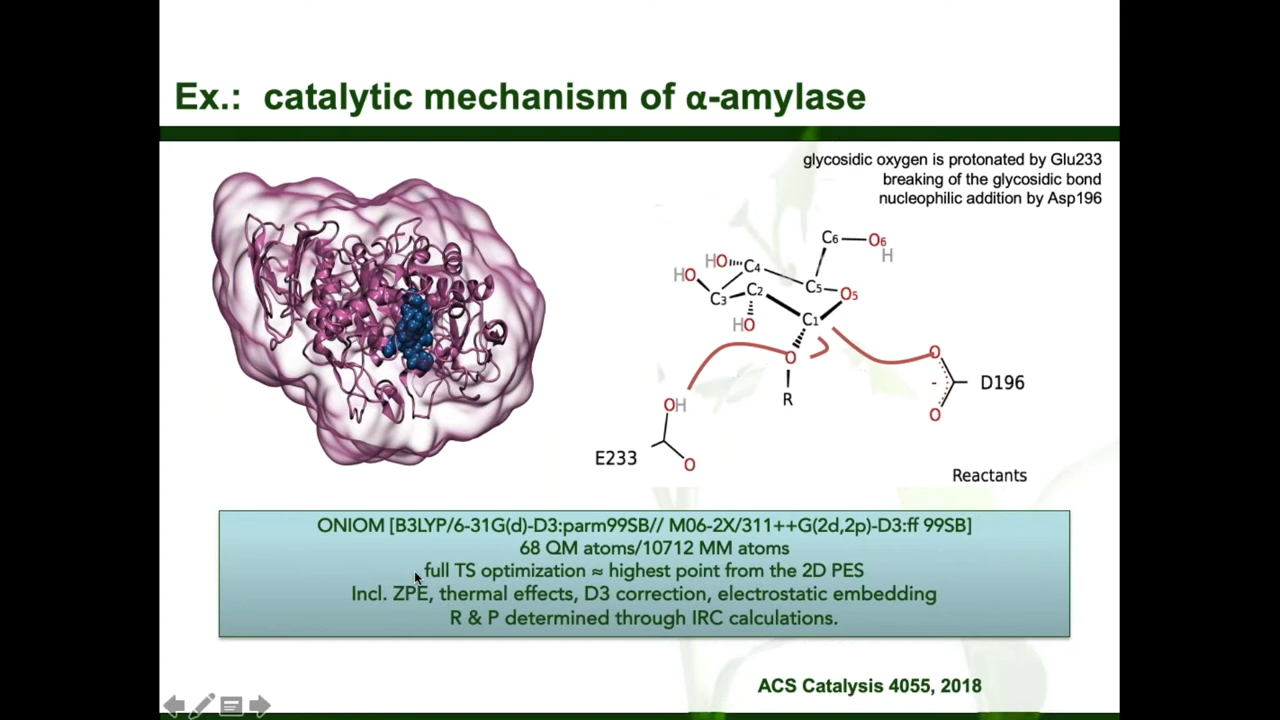 Ex.: catalytic mechanism of α-amylase
glycosidic oxygen is protonated by Glu233
breaking of the glycosidic bond
nucleophilic addition by Asp196
C6 O6
H
HO C4
HO
C5 O5
C3 C2
HO C1
O O
R - D196
OH O
E233 O
Reactants
ONIOM [B3LYP/6-31G(d)-D3:parm99SB// M06-2X/311++G(2d,2p)-D3:ff 99SB]
68 QM atoms/10712 MM atoms
full TS optimization ≈ highest point from the 2D PES
Incl. ZPE, thermal effects, D3 correction, electrostatic embedding
R & P determined through IRC calculations.
ACS Catalysis 4055, 2018